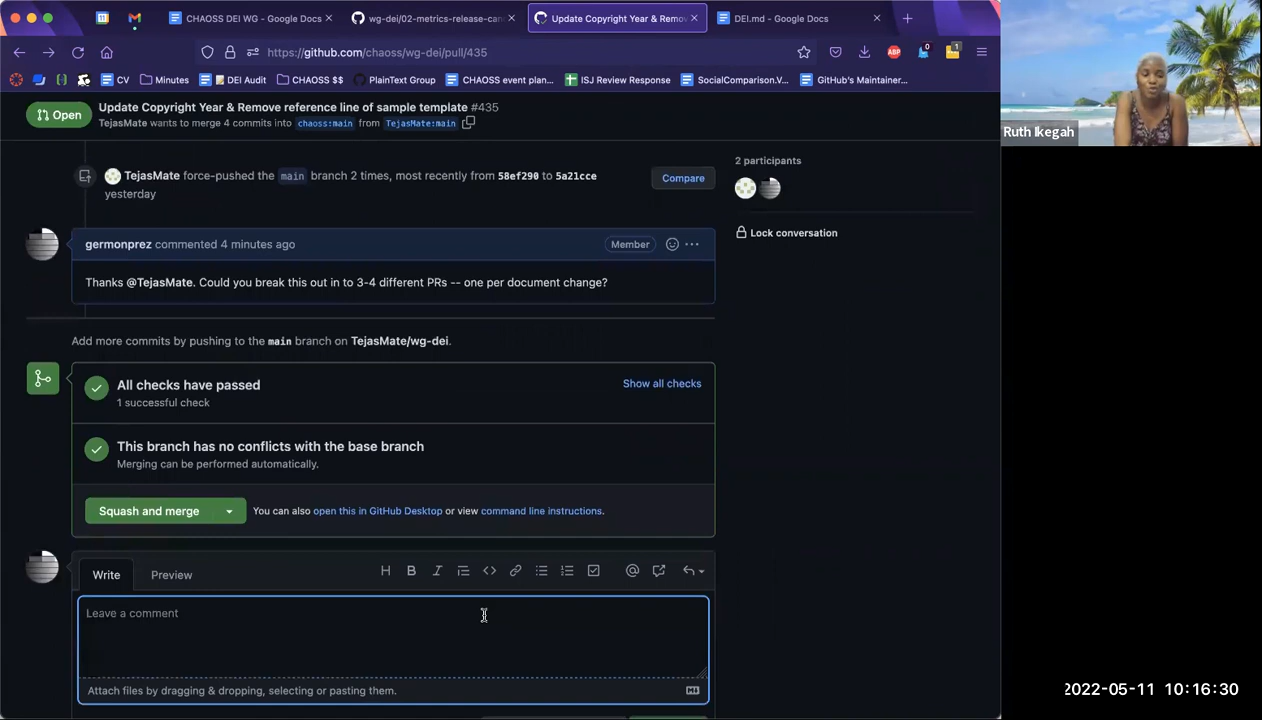 CHAOSS DEI WG - Google Docs
wg-dei/02-metrics-release-can
Update Copyright Year & Remov
DEI.md - Google Docs
https://github.com/chaoss/wg-dei/pull/435
ABP
0
1
CV
Minutes
DEI Audit
CHAOSS $$
PlainText Group
CHAOSS event plan...
ISJ Review Response
SocialComparison.V...
GitHub's Maintainer...
Open
Update Copyright Year & Remove reference line of sample template #435
TejasMate wants to merge 4 commits into chaoss:main from TejasMate:main
TejasMate force-pushed the main branch 2 times, most recently from 58ef290 to 5a21cce
yesterday
Compare
2 participants
Lock conversation
germonprez commented 4 minutes ago
Member
Thanks @TejasMate. Could you break this out in to 3-4 different PRs -- one per document change?
Add more commits by pushing to the main branch on TejasMate/wg-dei.
All checks have passed
1 successful check
Show all checks
This branch has no conflicts with the base branch
Merging can be performed automatically.
Squash and merge
You can also open this in GitHub Desktop or view command line instructions.
Write
Preview
Leave a comment
Attach files by dragging & dropping, selecting or pasting them.
Ruth Ikegah
2022-05-11 10:16:30